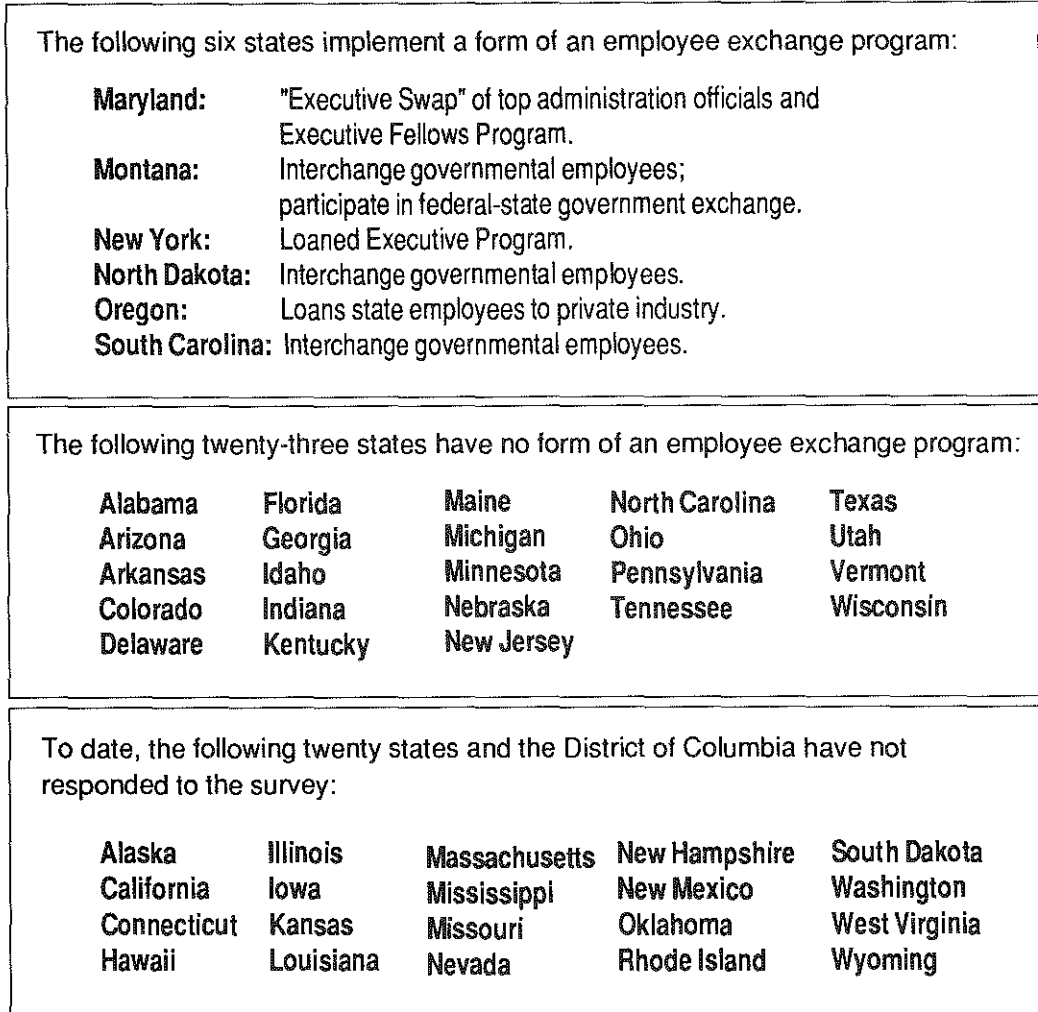 The following six states implement a form of an employee exchange program:
Maryland: "Executive Swap" of top administration officials and
Executive Fellows Program.
Montana: Interchange governmental employees;
participate in federal-state government exchange.
New York: Loaned Executive Program.
North Dakota: Interchange governmental employees.
Oregon: Loans state employees to private industry.
South Carolina: Interchange governmental employees.
The following twenty-three states have no form of an employee exchange program:
Alabama Florida Maine North Carolina Texas
Arizona Georgia Michigan Ohio Utah
Arkansas Idaho Minnesota Pennsylvania Vermont
Colorado Indiana Nebraska Tennessee Wisconsin
Delaware Kentucky New Jersey
To date, the following twenty states and the District of Columbia have not
responded to the survey:
Alaska Illinois Massachusetts New Hampshire South Dakota
California Iowa Mississippi New Mexico Washington
Connecticut Kansas Missouri Oklahoma West Virginia
Hawaii Louisiana Nevada Rhode Island Wyoming